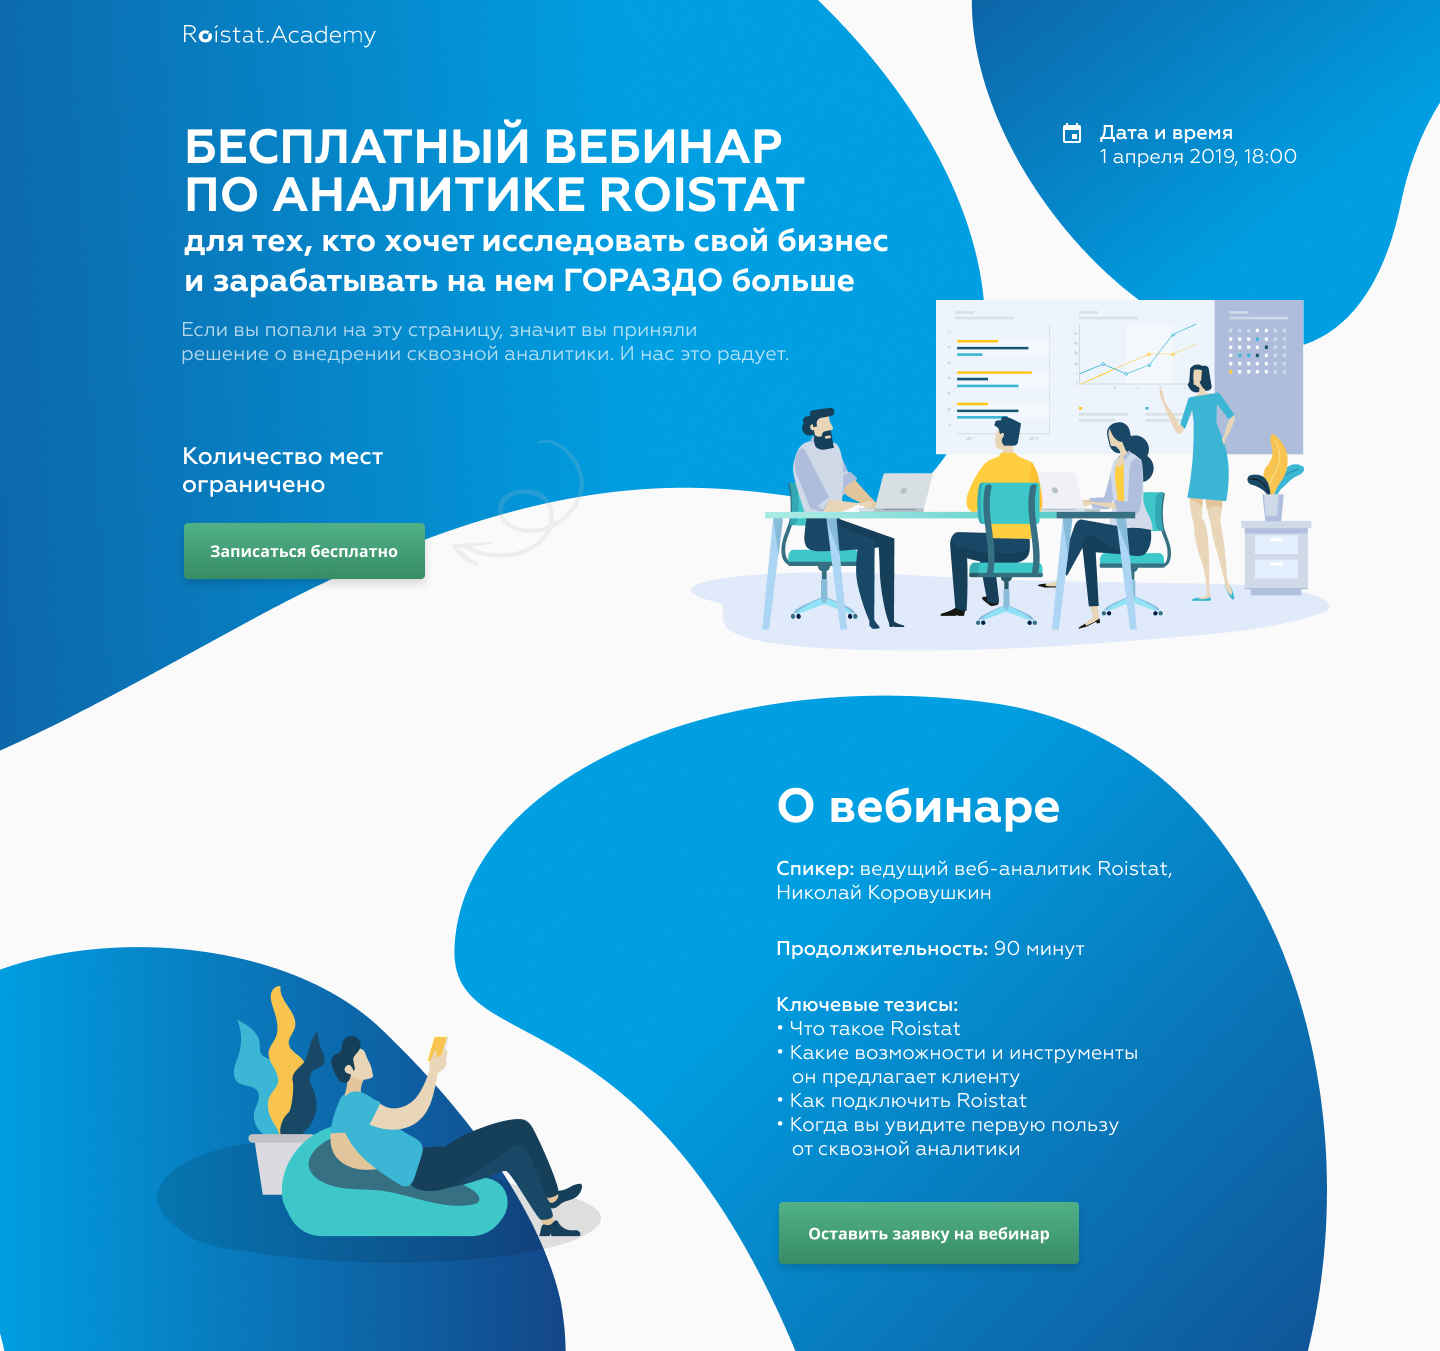 Roistat.Academy
Дата и время
1 апреля 2019, 18:00
БЕСПЛАТНЫЙ ВЕБИНАР
ПО АНАЛИТИКЕ ROISTAT
для тех, кто хочет исследовать свой бизнес
и зарабатывать на нем ГОРАЗДО больше
Если вы попали на эту страницу, значит вы приняли
решение о внедрении сквозной аналитики. И нас это радует.
Количество мест
ограничено
Записаться бесплатно
О вебинаре
Спикер: ведущий веб-аналитик Roistat,
Николай Коровушкин
Продолжительность: 90 минут
Ключевые тезисы:
• Что такое Roistat
• Какие возможности и инструменты
он предлагает клиенту
• Как подключить Roistat
• Когда вы увидите первую пользу
от сквозной аналитики
Оставить заявку на вебинар